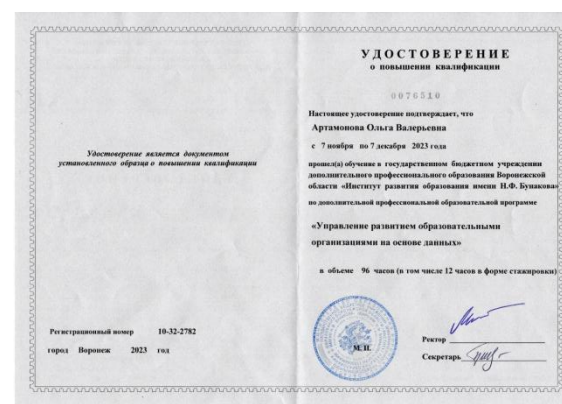 Удостоверение является документом
установленного образца о повышении квалификации
Регистрационный номер 10-32-2782
город Воронеж 2023 год
УДОСТОВЕРЕНИЕ
о повышении квалификации
0076510
Настоящее удостоверение подтверждает, что
Артамонова Ольга Валерьевна
с 7 ноября по 7 декабря 2023 года
прошел(а) обучение в государственном бюджетном учреждении
дополнительного профессионального образования Воронежской
области «Институт развития образования имени Н.Ф. Бунакова»
по дополнительной профессиональной образовательной программе
«Управление развитием образовательными
организациями на основе данных»
в объеме 96 часов (в том числе 12 часов в форме стажировки)
М.П.
Ректор
Секретарь